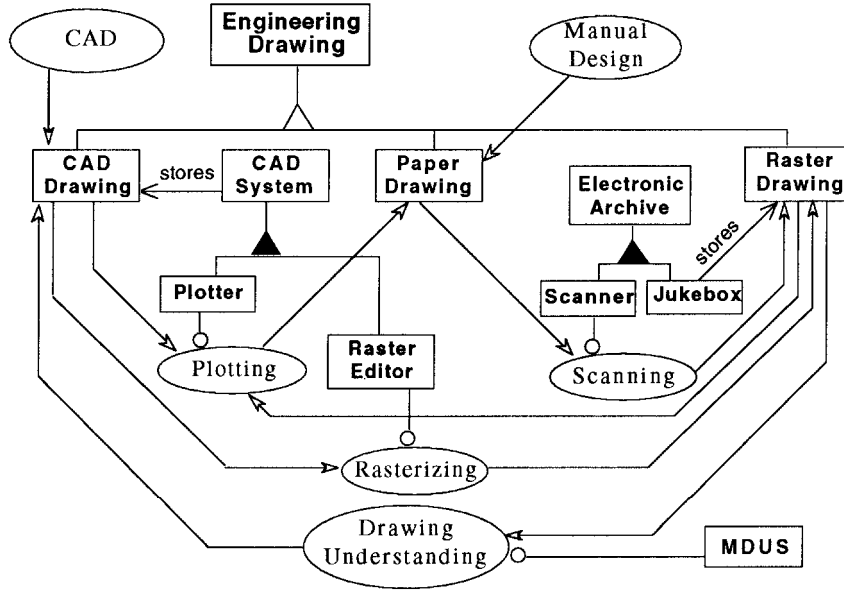 CAD
Engineering
Drawing
Manual
Design
CAD
Drawing
stores
CAD
System
Paper
Drawing
Electronic
Archive
Raster
Drawing
stores
Plotter
Scanner
Jukebox
Plotting
Raster
Editor
Scanning
Rasterizing
Drawing
Understanding
MDUS